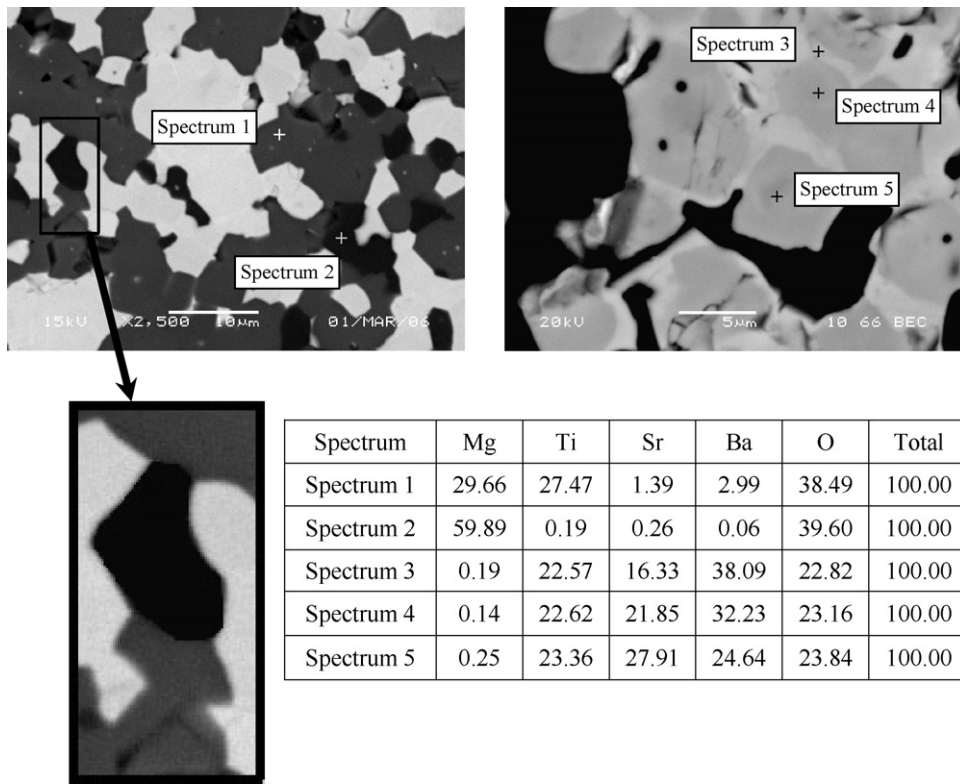 Spectrum 1
Spectrum 2
15kV X2,500 10μm 01/MAR/06
Spectrum 3
Spectrum 4
Spectrum 5
20kV 5μm 10 66 BEC
Spectrum Mg Ti Sr Ba O Total
Spectrum 1 29.66 27.47 1.39 2.99 38.49 100.00
Spectrum 2 59.89 0.19 0.26 0.06 39.60 100.00
Spectrum 3 0.19 22.57 16.33 38.09 22.82 100.00
Spectrum 4 0.14 22.62 21.85 32.23 23.16 100.00
Spectrum 5 0.25 23.36 27.91 24.64 23.84 100.00